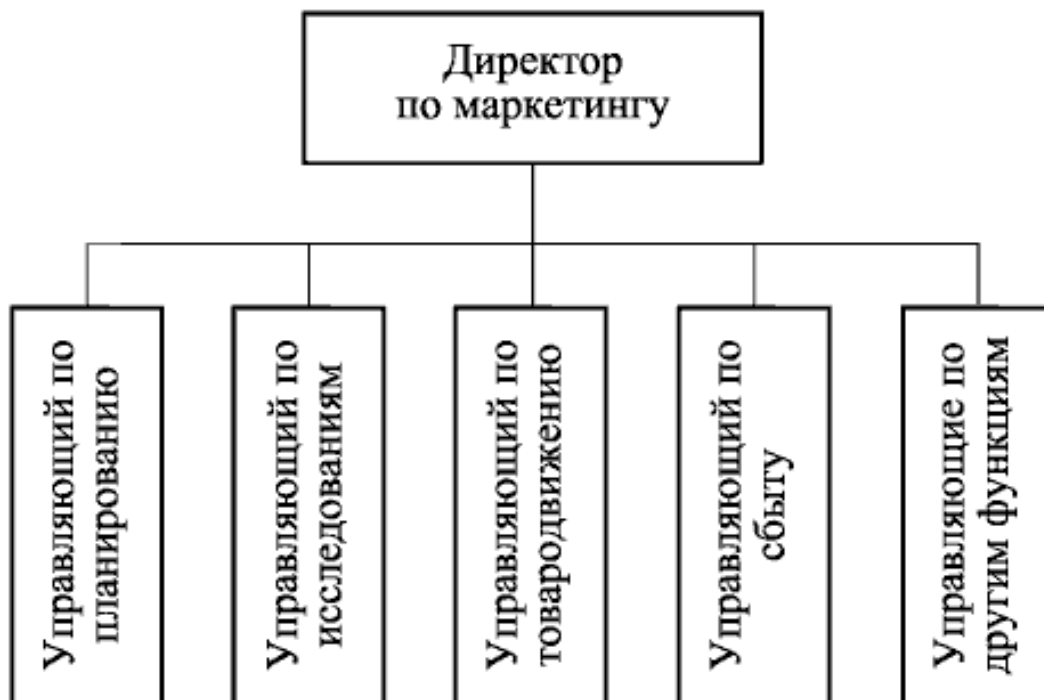 Директор
по маркетингу
Управляющий по
планированию
Управляющий по
исследованиям
Управляющий по
товародвижению
Управляющий по
сбыту
Управляющие по
другим функциям